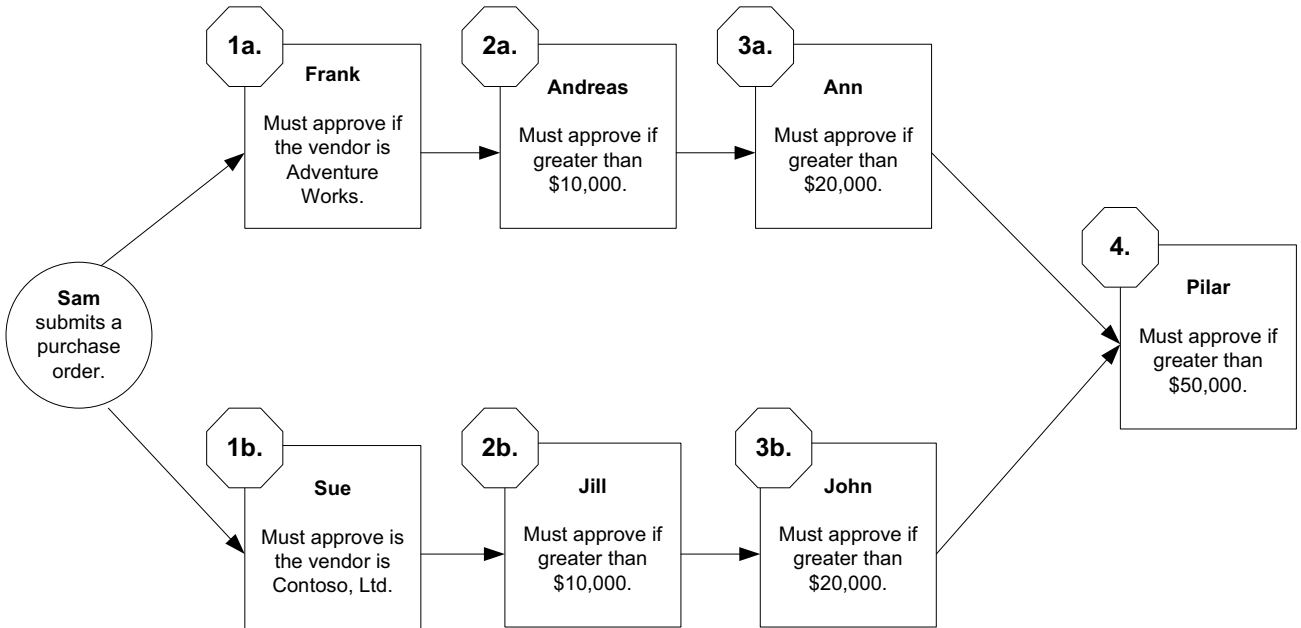 1a.
Frank
Must approve if
the vendor is
Adventure
Works.
2a.
Andreas
Must approve if
greater than
$10,000.
3a.
Ann
Must approve if
greater than
$20,000.
Sam
submits a
purchase
order.
4.
Pilar
Must approve if
greater than
$50,000.
1b.
Sue
Must approve is
the vendor is
Contoso, Ltd.
2b.
Jill
Must approve if
greater than
$10,000.
3b.
John
Must approve if
greater than
$20,000.